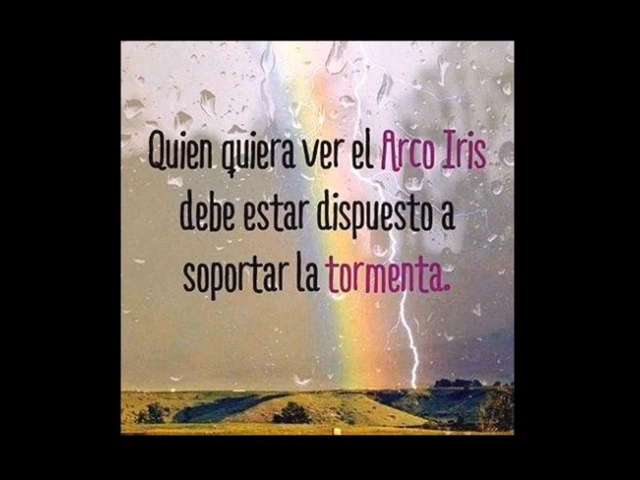 Quien quiera ver el Arco Iris
debe estar dispuesto a
soportar la tormenta.